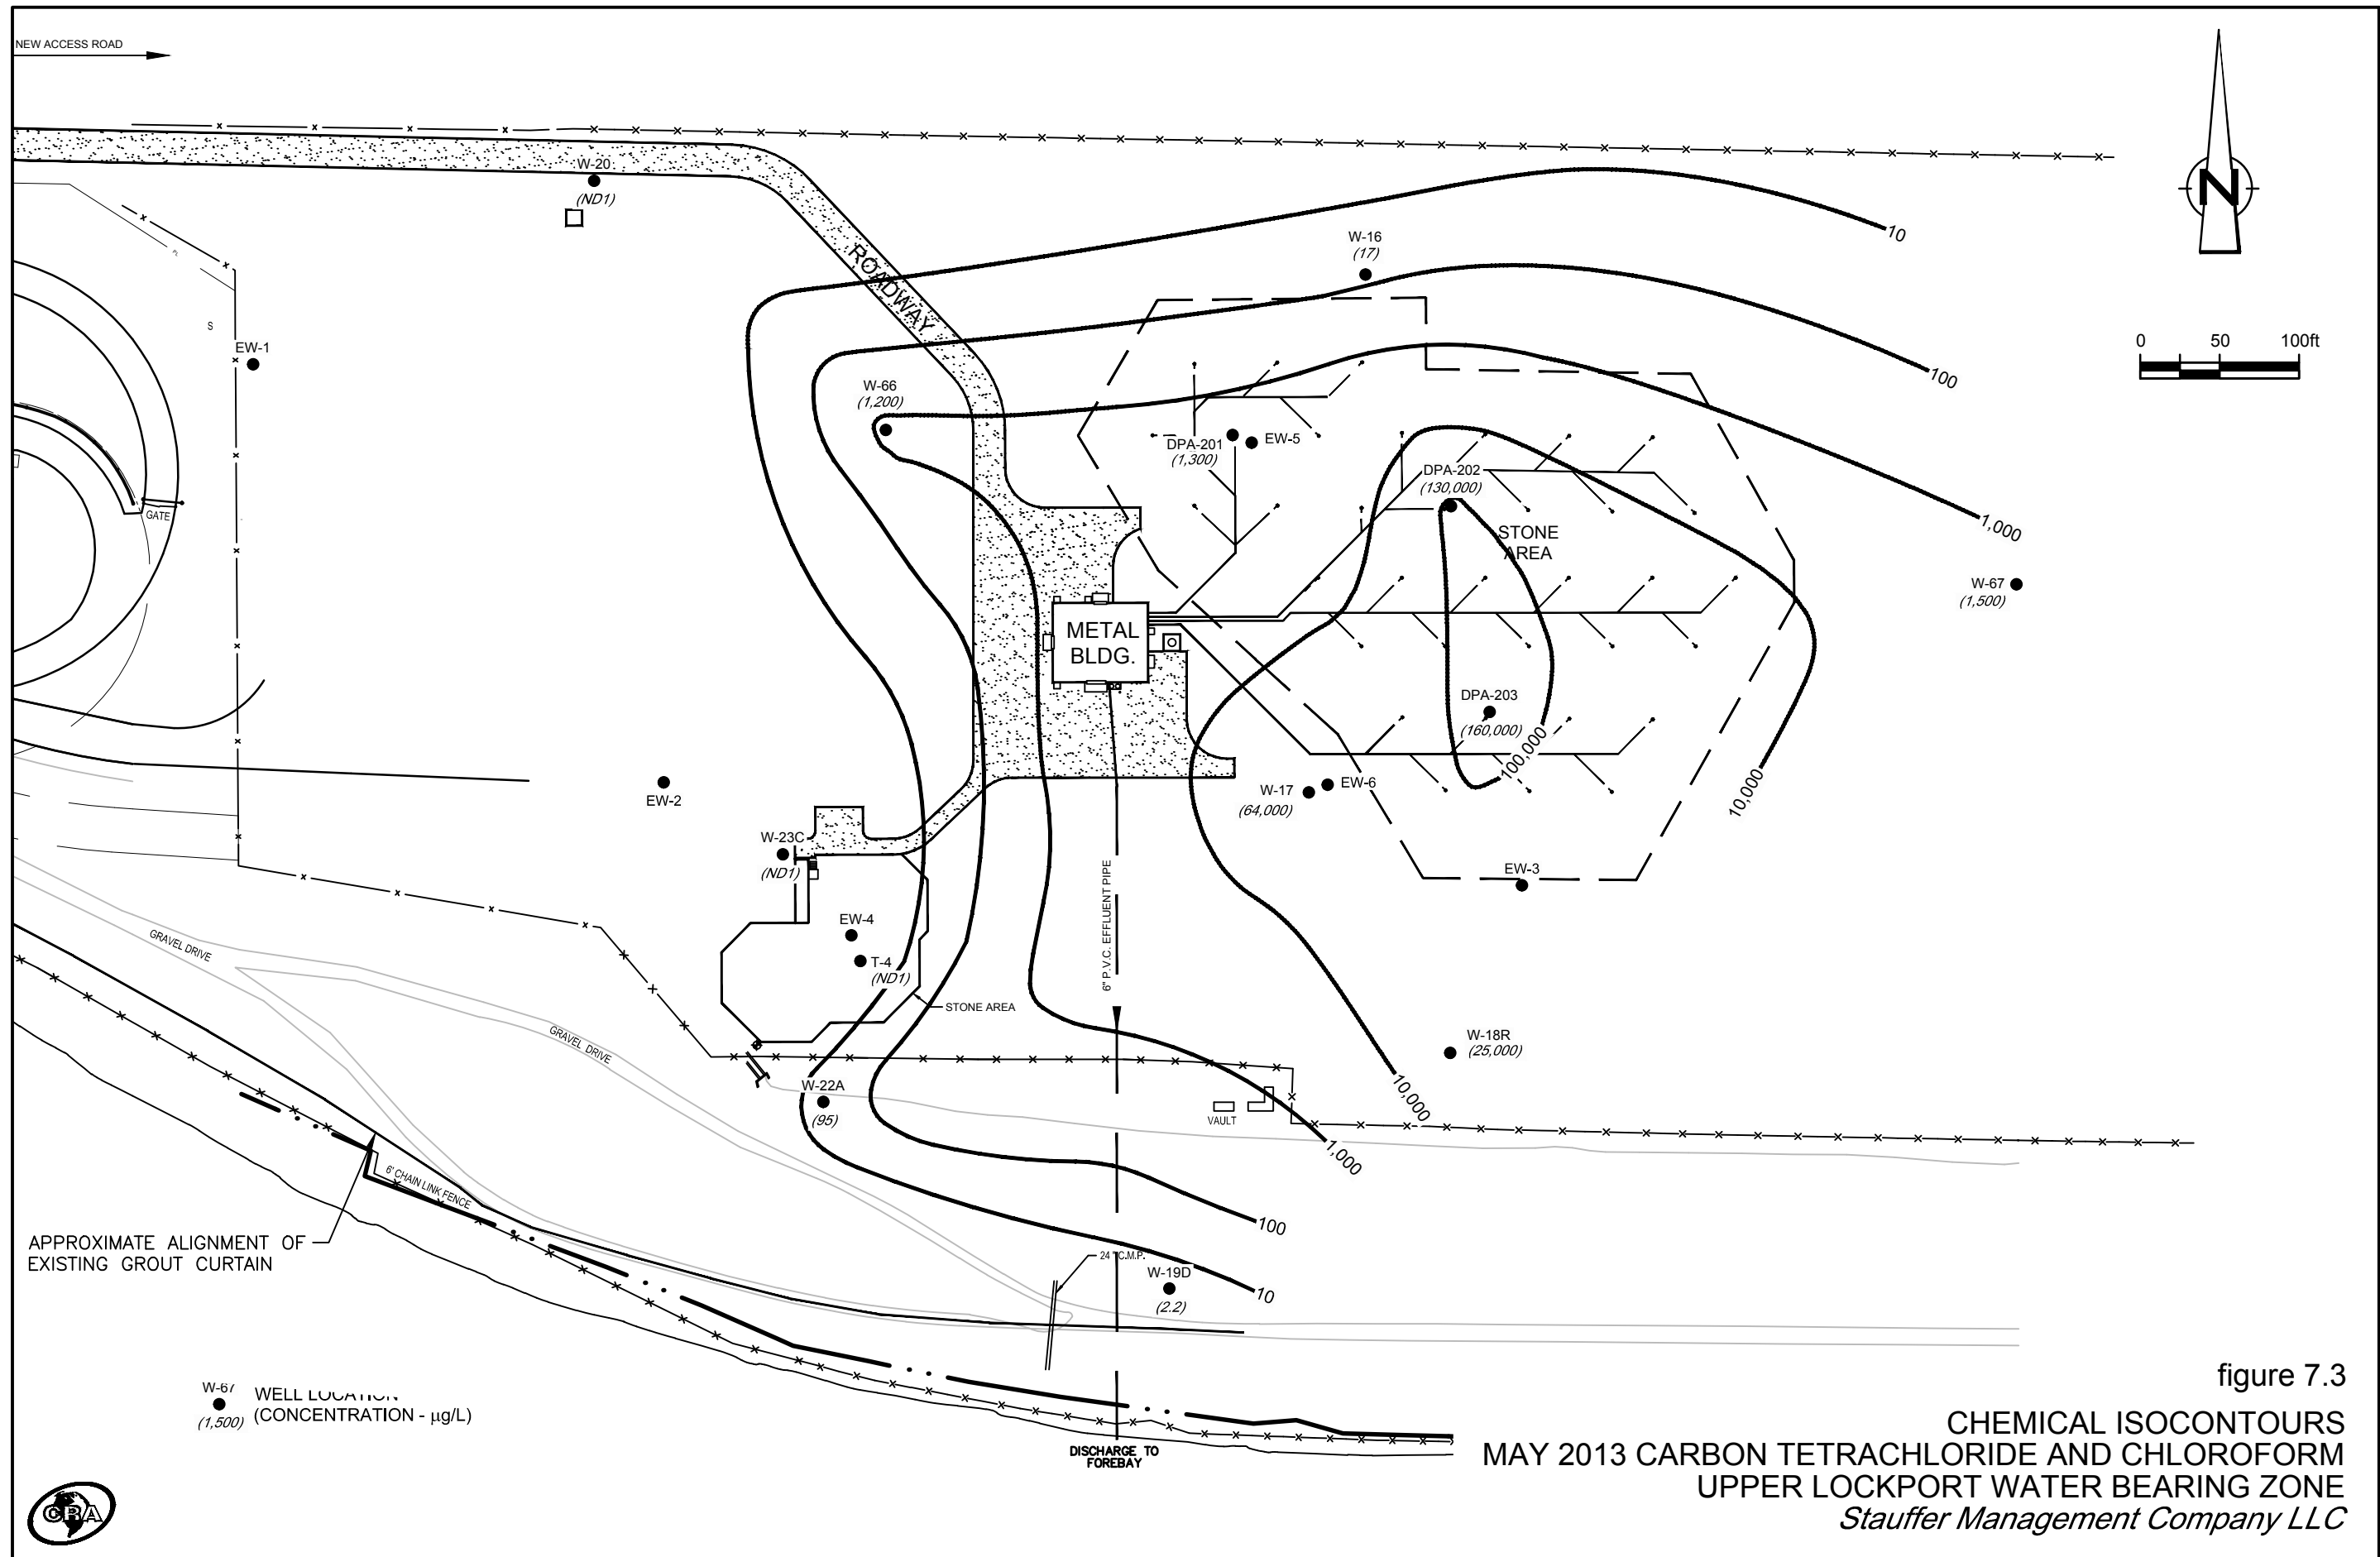 NEW ACCESS ROAD
W-20
(ND1)
ROADWAY
W-16
(17)
10
N
0 50 100ft
S
EW-1
W-66
(1,200)
100
DPA-201
(1,300)
EW-5
DPA-202
(130,000)
GATE
STONE
AREA
1,000
W-67
(1,500)
METAL
BLDG.
DPA-203
(160,000)
100,000
10,000
EW-2
W-17
(64,000)
EW-6
W-23C
(ND1)
EW-3
6" P.V.C. EFFLUENT PIPE
EW-4
T-4
(ND1)
GRAVEL DRIVE
STONE AREA
GRAVEL DRIVE
W-18R
(25,000)
W-22A
(95)
10,000
VAULT
1,000
6' CHAIN LINK FENCE
100
APPROXIMATE ALIGNMENT OF
EXISTING GROUT CURTAIN
24" C.M.P.
W-19D
(2.2)
10
W-67
(1,500)
WELL LOCATION
(CONCENTRATION - µg/L)
DISCHARGE TO
FOREBAY
CRA
figure 7.3
CHEMICAL ISOCONTOURS
MAY 2013 CARBON TETRACHLORIDE AND CHLOROFORM
UPPER LOCKPORT WATER BEARING ZONE
Stauffer Management Company LLC